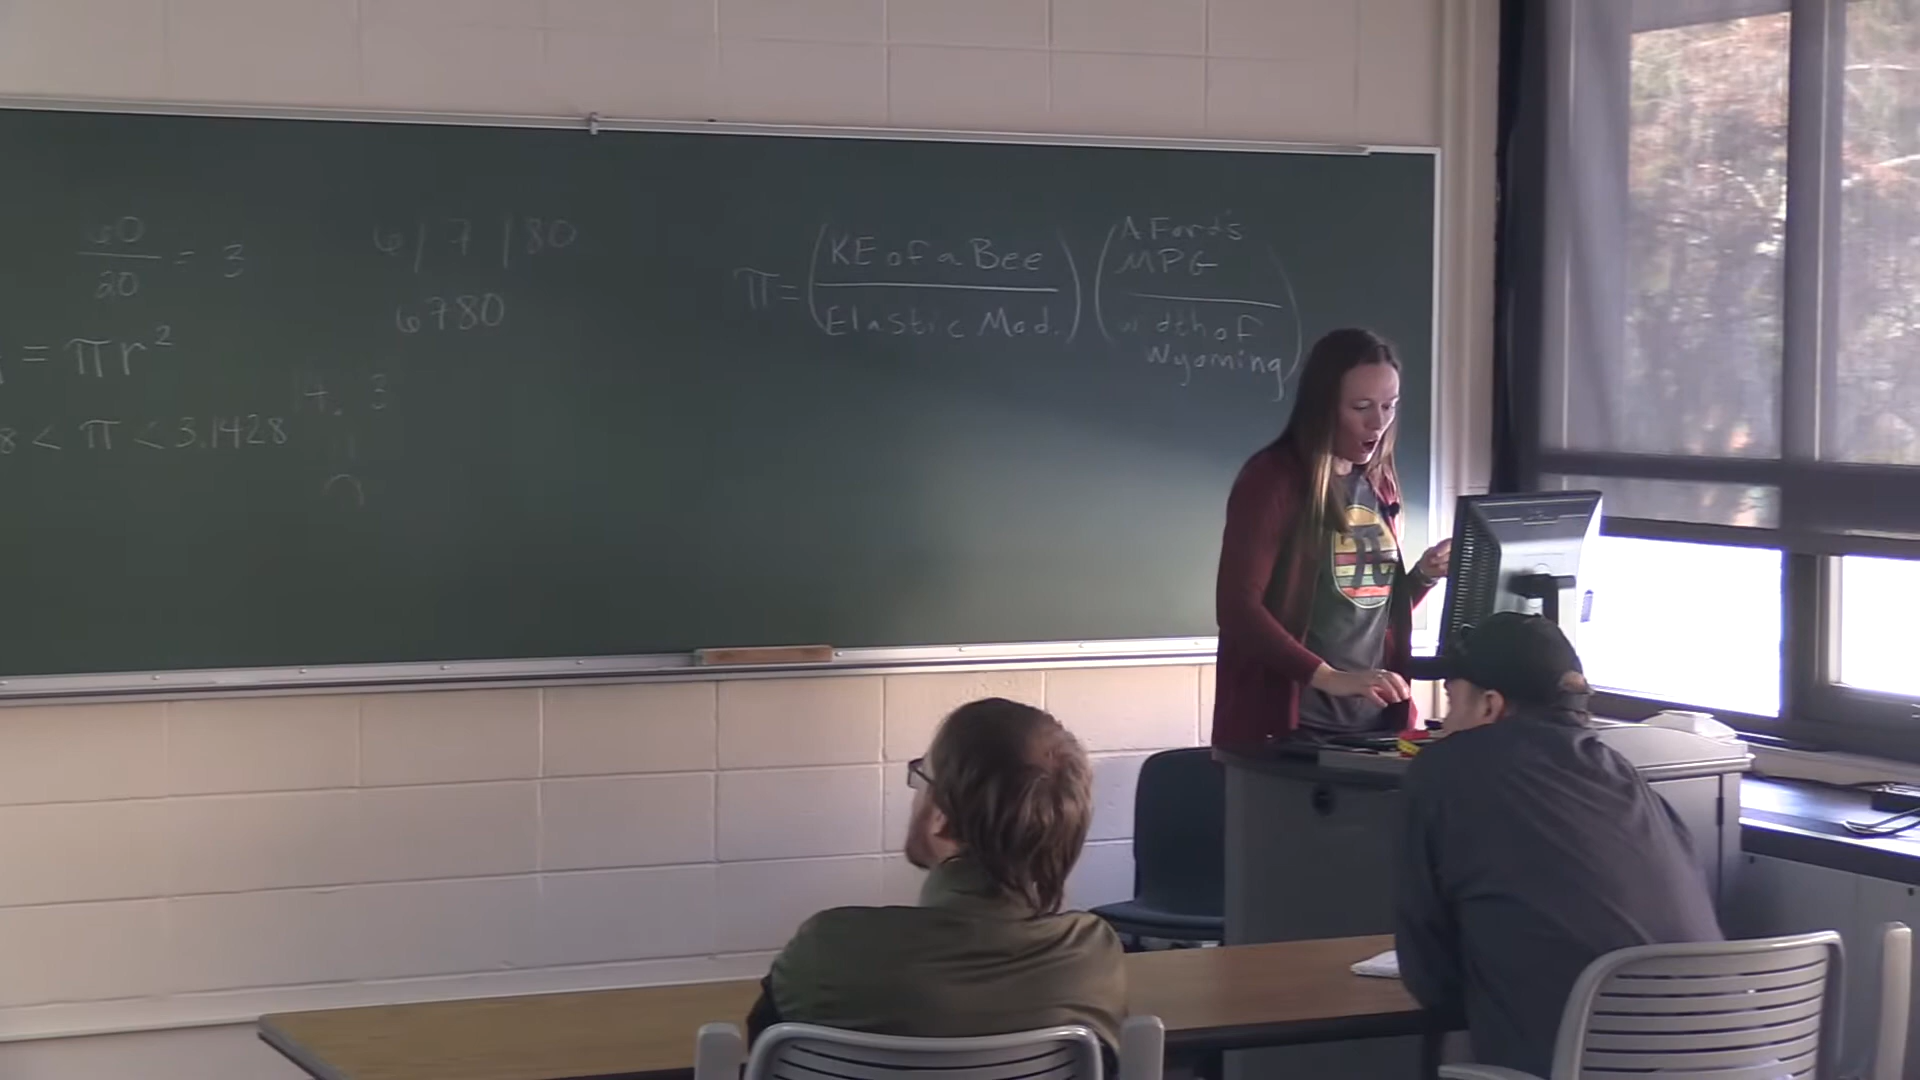 60
20
= 3
= πr²
8 < π < 3.1428
6/7/80
6780
π=
KE of a Bee
Elastic Mod.
A Ford's
MPG
width of
Wyoming
π